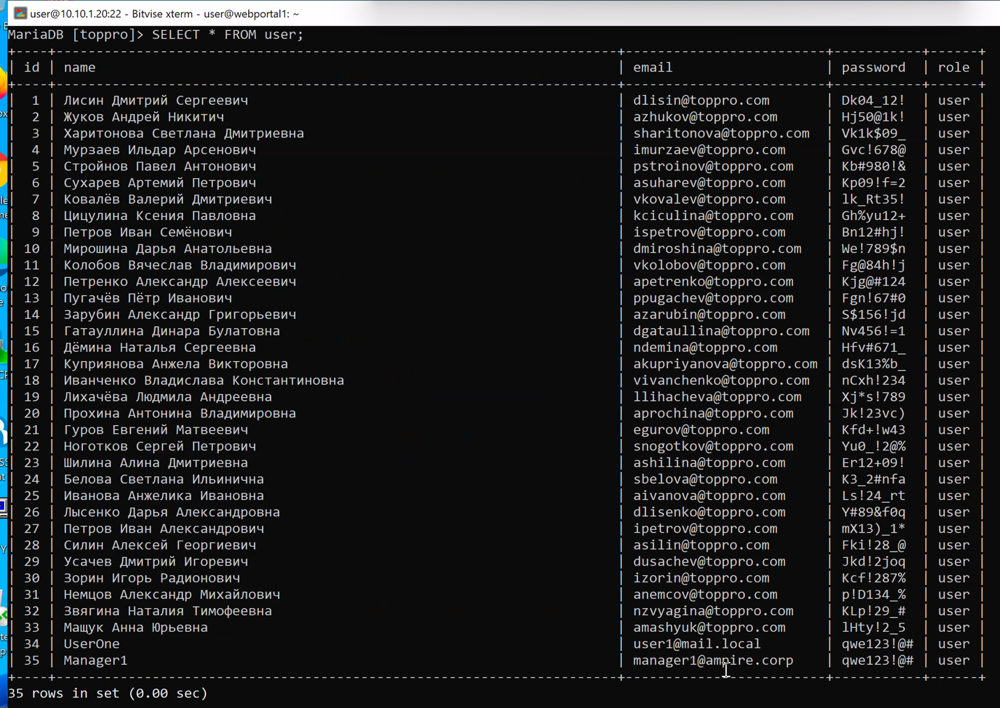 user@10.10.1.20:22 - Bitvise xterm - user@webportal1: ~
MariaDB [toppro]> SELECT * FROM user;
| id | name | email | password | role |
| 1 | Лисин Дмитрий Сергеевич | dlisin@toppro.com | Dk04_12! | user |
| 2 | Жуков Андрей Никитич | azhukov@toppro.com | Hj50@1k! | user |
| 3 | Харитонова Светлана Дмитриевна | sharitonova@toppro.com | Vk1k$09_ | user |
| 4 | Мурзаев Ильдар Арсенович | imurzaev@toppro.com | Gvc!678@ | user |
| 5 | Стройнов Павел Антонович | pstroinov@toppro.com | Kb#980!& | user |
| 6 | Сухарев Артемий Петрович | asuharev@toppro.com | Kp09!f=2 | user |
| 7 | Ковалёв Валерий Дмитриевич | vkovalev@toppro.com | lk_Rt35! | user |
| 8 | Цицулина Ксения Павловна | kciculina@toppro.com | Gh%yu12+ | user |
| 9 | Петров Иван Семёнович | ispetrov@toppro.com | Bn12#hj! | user |
| 10 | Мирошина Дарья Анатольевна | dmiroshina@toppro.com | We!789$n | user |
| 11 | Колобов Вячеслав Владимирович | vkolobov@toppro.com | Fg@84h!j | user |
| 12 | Петренко Александр Алексеевич | apetrenko@toppro.com | Kjg@#124 | user |
| 13 | Пугачёв Пётр Иванович | ppugachev@toppro.com | Fgn!67#0 | user |
| 14 | Зарубин Александр Григорьевич | azarubin@toppro.com | S$156!jd | user |
| 15 | Гатауллина Динара Булатовна | dgataullina@toppro.com | Nv456!=1 | user |
| 16 | Дёмина Наталья Сергеевна | ndemina@toppro.com | Hfv#671_ | user |
| 17 | Куприянова Анжела Викторовна | akupriyanova@toppro.com | dsK13%b_ | user |
| 18 | Иванченко Владислава Константиновна | vivanchenko@toppro.com | nCxh!234 | user |
| 19 | Лихачёва Людмила Андреевна | llihacheva@toppro.com | Xj*s!789 | user |
| 20 | Прохина Антонина Владимировна | aprochina@toppro.com | Jk!23vc) | user |
| 21 | Гуров Евгений Матвеевич | egurov@toppro.com | Kfd+!w43 | user |
| 22 | Ноготков Сергей Петрович | snogotkov@toppro.com | Yu0_!2@% | user |
| 23 | Шилина Алина Дмитриевна | ashilina@toppro.com | Er12+09! | user |
| 24 | Белова Светлана Ильинична | sbelova@toppro.com | K3_2#nfa | user |
| 25 | Иванова Анжелика Ивановна | aivanova@toppro.com | Ls!24_rt | user |
| 26 | Лысенко Дарья Александровна | dlisenko@toppro.com | Y#89&f0q | user |
| 27 | Петров Иван Александрович | ipetrov@toppro.com | mX13)_1* | user |
| 28 | Силин Алексей Георгиевич | asilin@toppro.com | Fki!28_@ | user |
| 29 | Усачев Дмитрий Игоревич | dusachev@toppro.com | Jkd!2joq | user |
| 30 | Зорин Игорь Радионович | izorin@toppro.com | Kcf!287% | user |
| 31 | Немцов Александр Михайлович | anemcov@toppro.com | p!D134_% | user |
| 32 | Звягина Наталия Тимофеевна | nzvyagina@toppro.com | KLp!29_# | user |
| 33 | Мащук Анна Юрьевна | amashyuk@toppro.com | lHty!2_5 | user |
| 34 | UserOne | user1@mail.local | qwe123!@# | user |
| 35 | Manager1 | manager1@ampire.corp | qwe123!@# | user |
35 rows in set (0.00 sec)